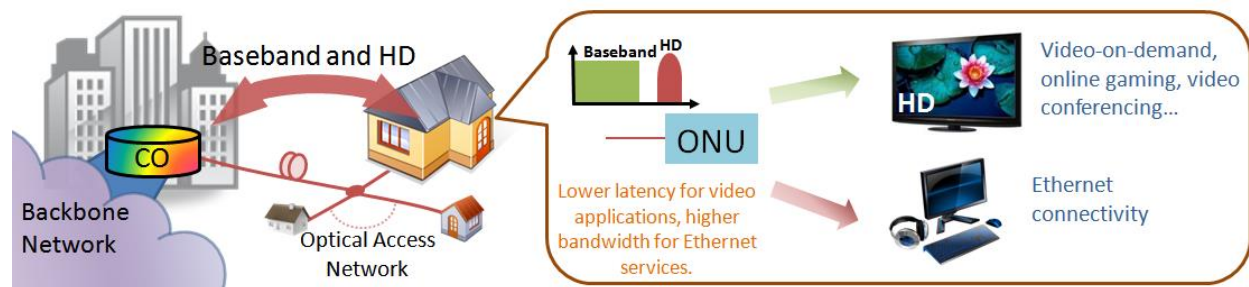 Baseband and HD
CO
Backbone
Network
Optical Access
Network
Baseband HD
ONU
Lower latency for video
applications, higher
bandwidth for Ethernet
services.
HD
Video-on-demand,
online gaming, video
conferencing...
Ethernet
connectivity